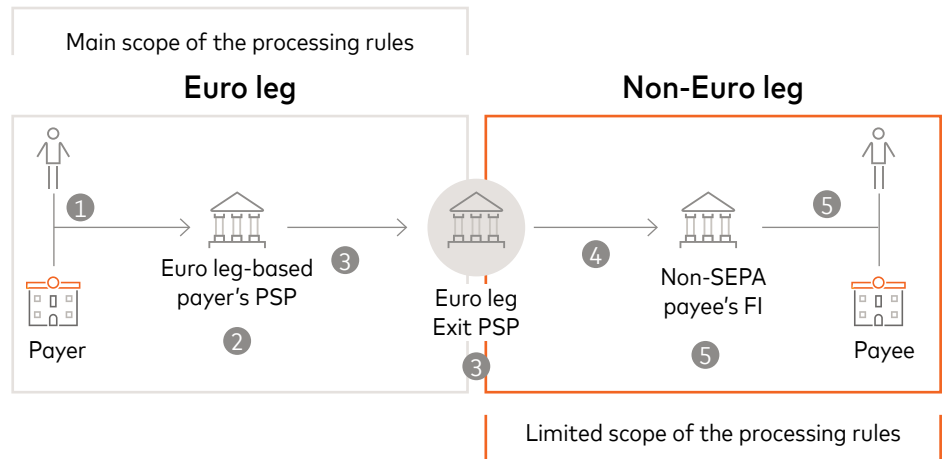 Main scope of the processing rules
Euro leg
Non-Euro leg
1
5
3
4
Euro leg-based
payer's PSP
Non-SEPA
payee's FI
Euro leg
Exit PSP
2
Payer
3
5
Payee
Limited scope of the processing rules